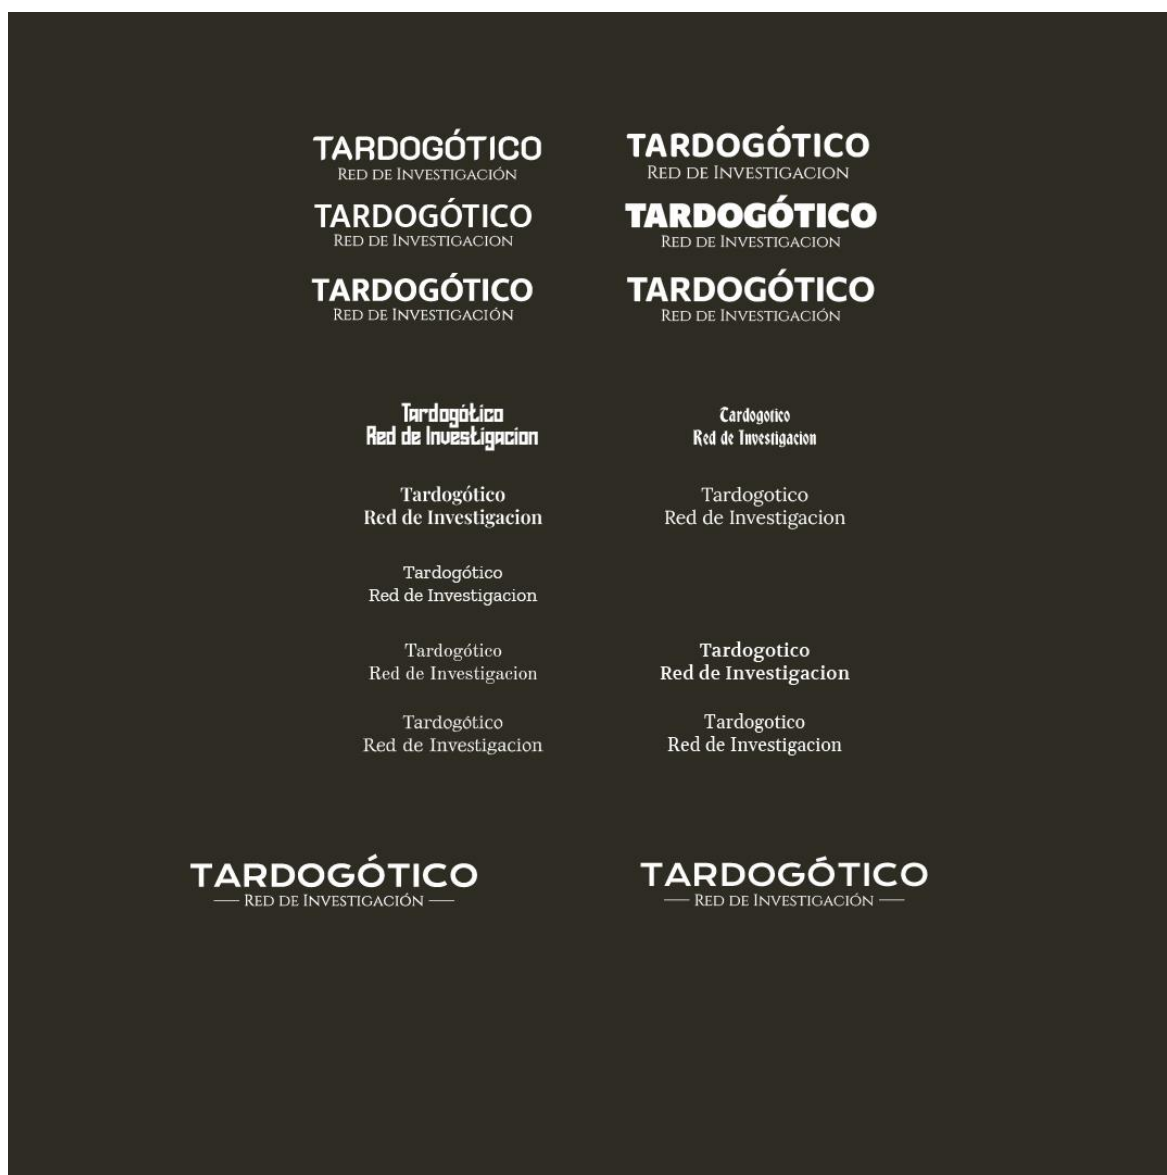 TARDOGÓTICO
RED DE INVESTIGACIÓN
TARDOGÓTICO
RED DE INVESTIGACION
TARDOGÓTICO
RED DE INVESTIGACION
TARDOGÓTICO
RED DE INVESTIGACION
TARDOGÓTICO
RED DE INVESTIGACIÓN
TARDOGÓTICO
RED DE INVESTIGACIÓN
Tardogótico
Red de Investigacion
Tardogotico
Red de Investigacion
Tardogótico
Red de Investigacion
Tardogotico
Red de Investigacion
Tardogótico
Red de Investigacion
Tardogótico
Red de Investigacion
Tardogotico
Red de Investigacion
Tardogótico
Red de Investigacion
Tardogotico
Red de Investigacion
TARDOGÓTICO
— RED DE INVESTIGACIÓN —
TARDOGÓTICO
— RED DE INVESTIGACIÓN —